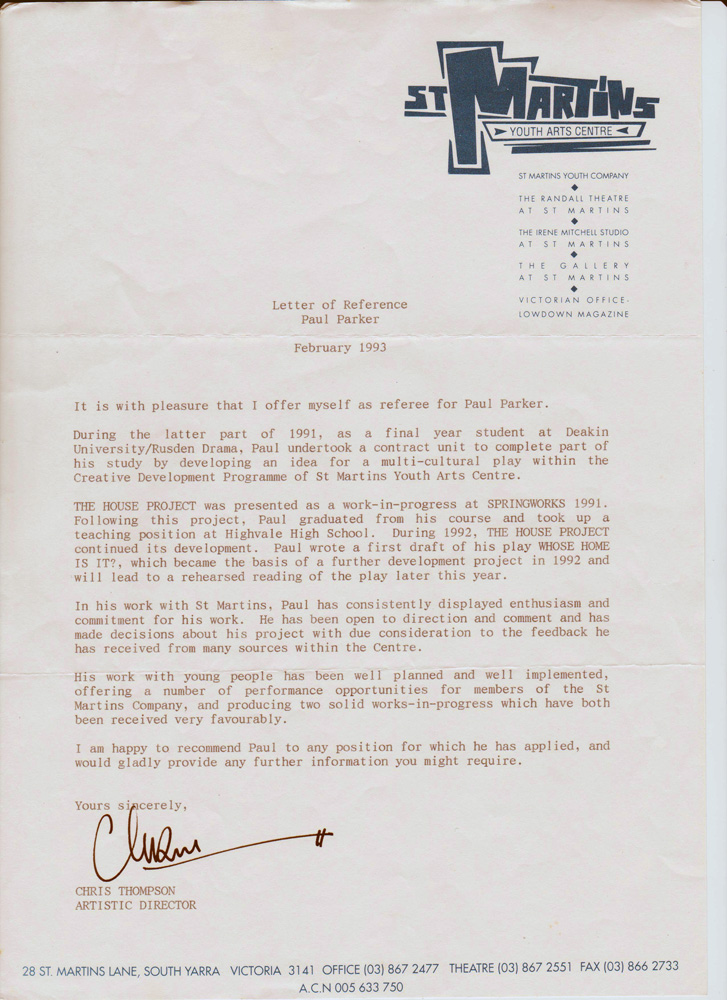 ST MARTINS
YOUTH ARTS CENTRE
ST MARTINS YOUTH COMPANY
THE RANDALL THEATRE
AT ST MARTINS
THE IRENE MITCHELL STUDIO
AT ST MARTINS
THE GALLERY
AT ST MARTINS
VICTORIAN OFFICE-
LOWDOWN MAGAZINE
Letter of Reference
Paul Parker
February 1993
It is with pleasure that I offer myself as referee for Paul Parker.
During the latter part of 1991, as a final year student at Deakin
University/Rusden Drama, Paul undertook a contract unit to complete part of
his study by developing an idea for a multi-cultural play within the
Creative Development Programme of St Martins Youth Arts Centre.
THE HOUSE PROJECT was presented as a work-in-progress at SPRINGWORKS 1991.
Following this project, Paul graduated from his course and took up a
teaching position at Highvale High School. During 1992, THE HOUSE PROJECT
continued its development. Paul wrote a first draft of his play WHOSE HOME
IS IT?, which became the basis of a further development project in 1992 and
will lead to a rehearsed reading of the play later this year.
In his work with St Martins, Paul has consistently displayed enthusiasm and
commitment for his work. He has been open to direction and comment and has
made decisions about his project with due consideration to the feedback he
has received from many sources within the Centre.
His work with young people has been well planned and well implemented,
offering a number of performance opportunities for members of the St
Martins Company, and producing two solid works-in-progress which have both
been received very favourably.
I am happy to recommend Paul to any position for which he has applied, and
would gladly provide any further information you might require.
Yours sincerely,
CHRIS THOMPSON
ARTISTIC DIRECTOR
28 ST. MARTINS LANE, SOUTH YARRA VICTORIA 3141 OFFICE (03) 867 2477 THEATRE (03) 867 2551 FAX (03) 866 2733
A.C.N 005 633 750